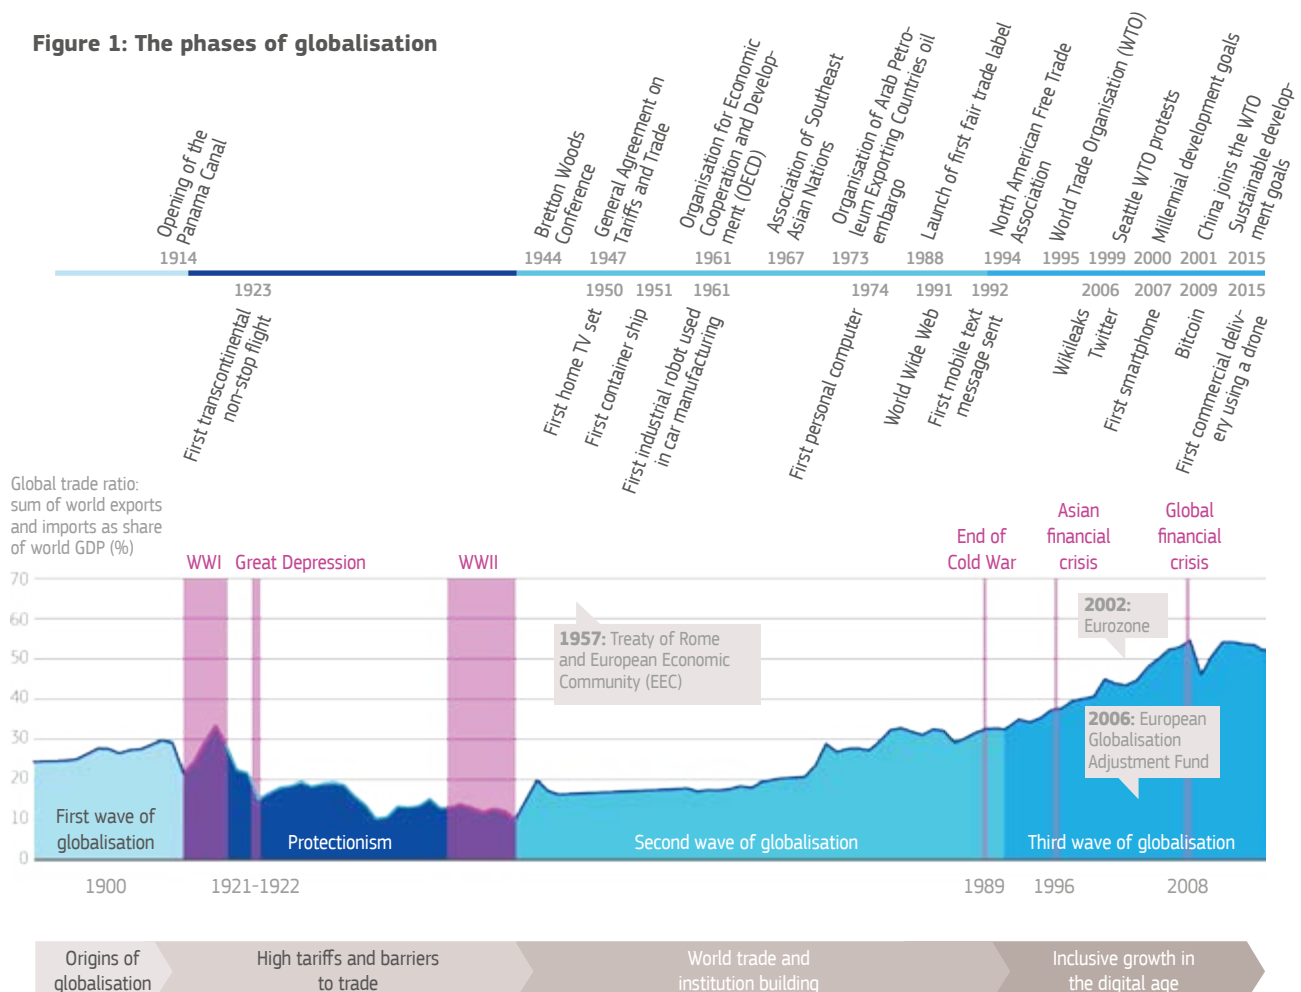 Figure 1: The phases of globalisation
Opening of the
Panama Canal
Bretton Woods
Conference
General Agreement on
Tariffs and Trade
Organisation for Economic
Cooperation and Develop-
ment (OECD)
Association of Southeast
Asian Nations
Organisation of Arab Petro-
leum Exporting Countries oil
embargo
Launch of first fair trade label
North American Free Trade
Association
World Trade Organisation (WTO)
Seattle WTO protests
Millennial development goals
China joins the WTO
Sustainable develop-
ment goals
1914 1944 1947 1961 1967 1973 1988 1994 1995 1999 2000 2001 2015
1923 1950 1951 1961 1974 1991 1992 2006 2007 2009 2015
First transcontinental
non-stop flight
First home TV set
First container ship
First industrial robot used
in car manufacturing
First personal computer
World Wide Web
First mobile text
message sent
Wikileaks
Twitter
First smartphone
Bitcoin
First commercial deliv-
ery using a drone
Global trade ratio:
sum of world exports
and imports as share
of world GDP (%)
WWI
Great Depression
WWII
End of
Cold War
Asian
financial
crisis
Global
financial
crisis
70
60
50
40
30
20
10
0
1957: Treaty of Rome
and European Economic
Community (EEC)
2002:
Eurozone
2006: European
Globalisation
Adjustment Fund
First wave of
globalisation
Protectionism
Second wave of globalisation
Third wave of globalisation
1900 1921-1922 1989 1996 2008
Origins of
globalisation
High tariffs and barriers
to trade
World trade and
institution building
Inclusive growth in
the digital age